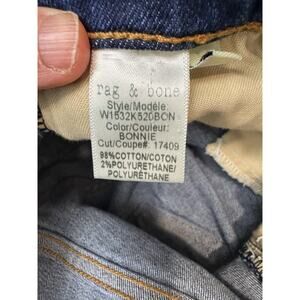 rag & bone
Style/Modèle:
W1532K520BON
Color/Couleur:
BONNIE
Cut/Coupe#: 17409
98%COTTON/COTON
2%POLYURETHANE/
POLYURÉTHANE